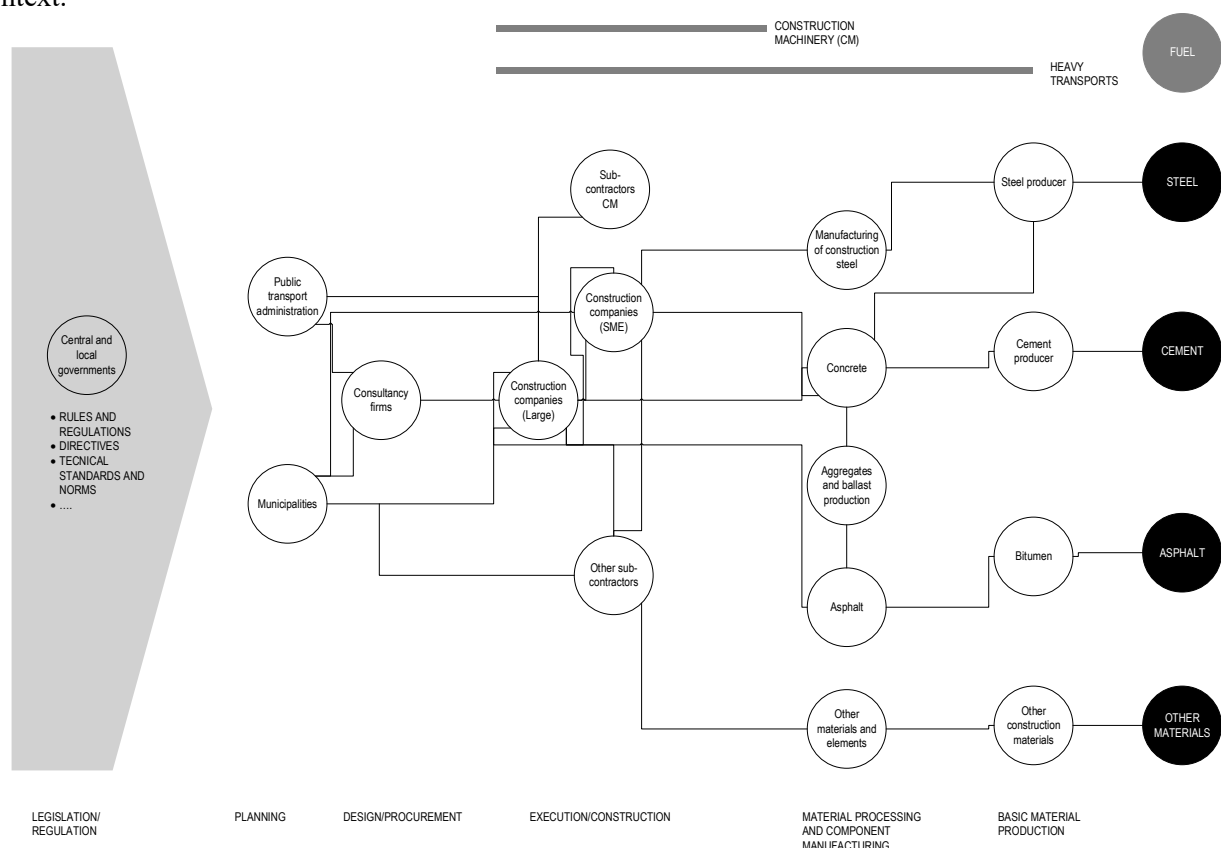 ntext.
CONSTRUCTION
MACHINERY (CM)
HEAVY
TRANSPORTS
FUEL
Central and
local
governments
• RULES AND
REGULATIONS
• DIRECTIVES
• TECNICAL
STANDARDS AND
NORMS
• ....
Public
transport
administration
Municipalities
Consultancy
firms
Construction
companies
(Large)
Sub-
contractors
CM
Construction
companies
(SME)
Other sub-
contractors
Manufacturing
of construction
steel
Concrete
Aggregates
and ballast
production
Asphalt
Other
materials and
elements
Steel producer
Cement
producer
Bitumen
Other
construction
materials
STEEL
CEMENT
ASPHALT
OTHER
MATERIALS
LEGISLATION/
REGULATION
PLANNING
DESIGN/PROCUREMENT
EXECUTION/CONSTRUCTION
MATERIAL PROCESSING
AND COMPONENT
MANUFACTURING
BASIC MATERIAL
PRODUCTION